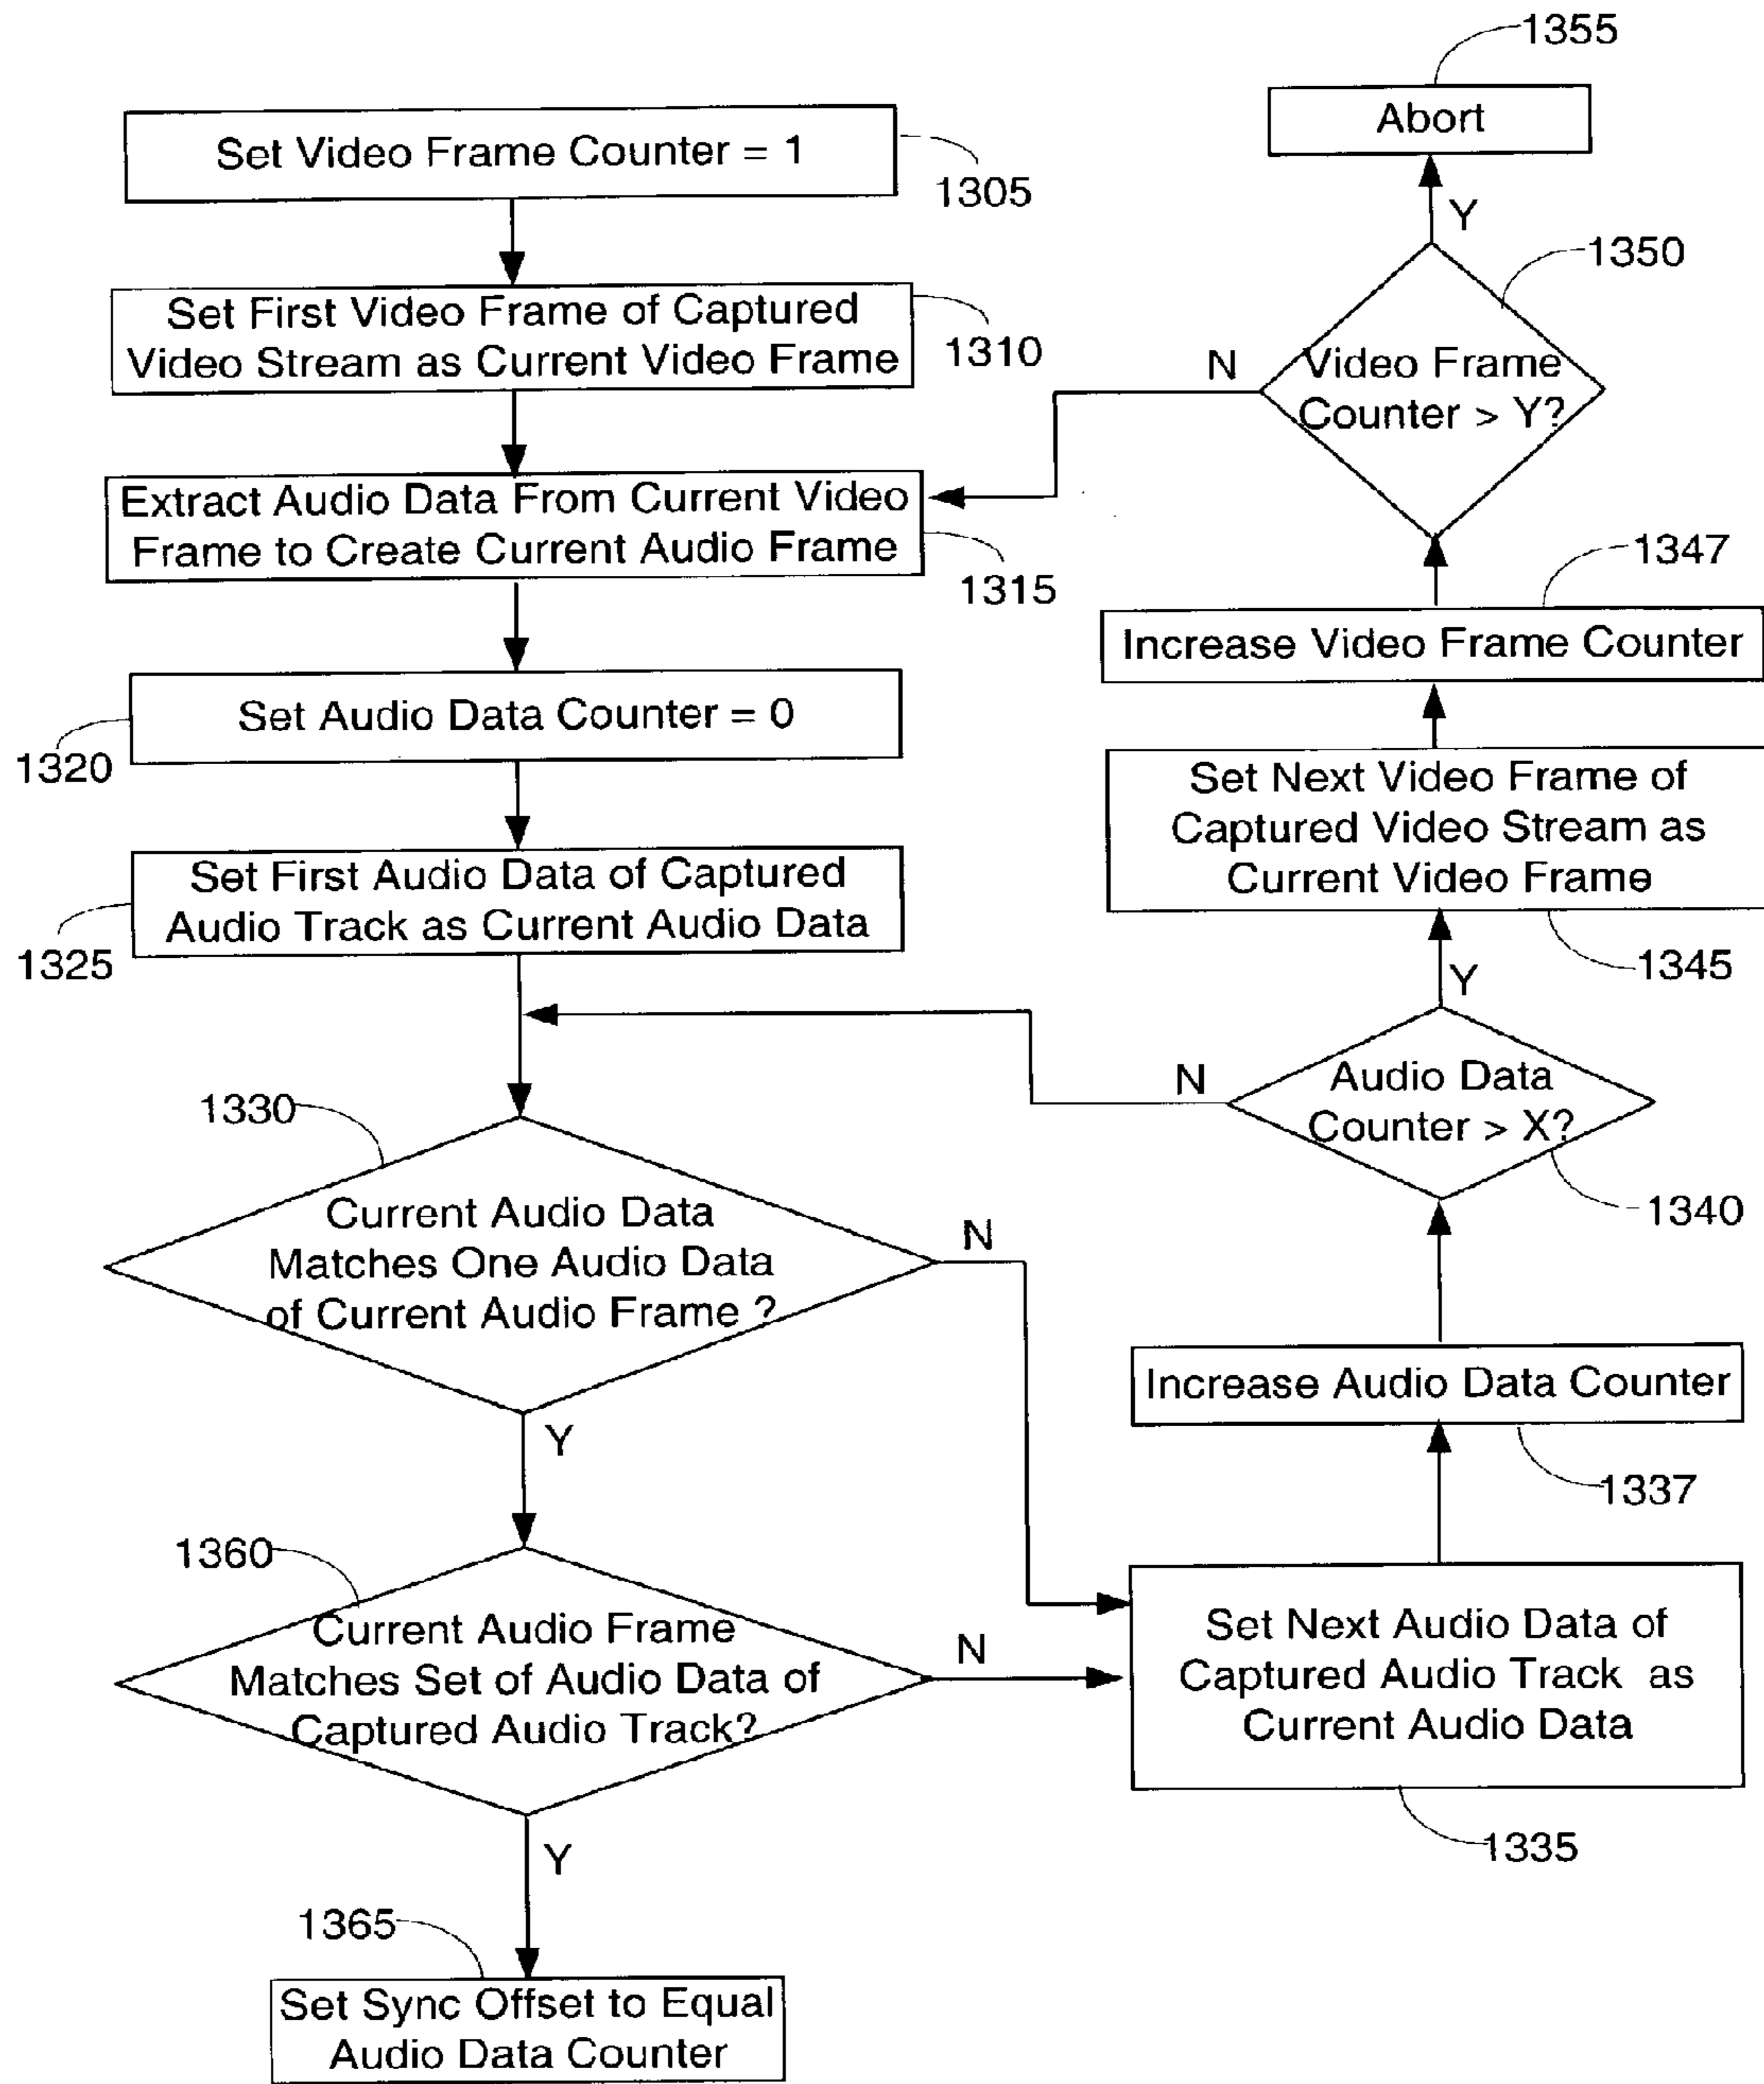 1355
Abort
Set Video Frame Counter = 1
1305
Y
1350
Set First Video Frame of Captured
Video Stream as Current Video Frame
1310
N
Video Frame
Counter > Y?
Extract Audio Data From Current Video
Frame to Create Current Audio Frame
1315
1347
Increase Video Frame Counter
Set Audio Data Counter = 0
1320
Set Next Video Frame of
Captured Video Stream as
Current Video Frame
1345
Set First Audio Data of Captured
Audio Track as Current Audio Data
1325
Y
N
Audio Data
Counter > X?
1340
1330
Current Audio Data
Matches One Audio Data
of Current Audio Frame ?
N
Y
Increase Audio Data Counter
1337
1360
Current Audio Frame
Matches Set of Audio Data of
Captured Audio Track?
N
Set Next Audio Data of
Captured Audio Track as
Current Audio Data
1335
Y
1365
Set Sync Offset to Equal
Audio Data Counter